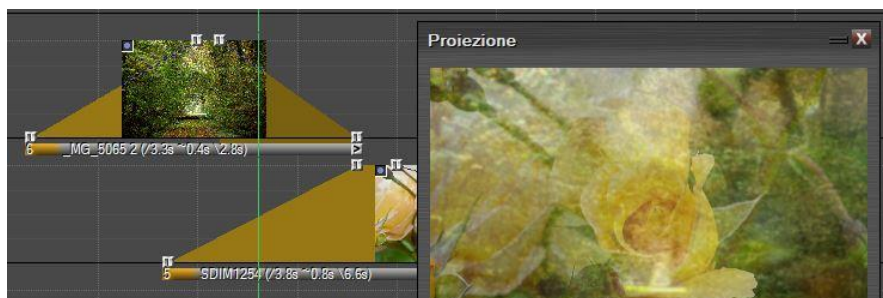 Proiezione
X
6 _MG_5065 2 (/3.3s ~0.4s \2.8s)
5 SDIM1254 (/3.8s ~0.8s \6.6s)